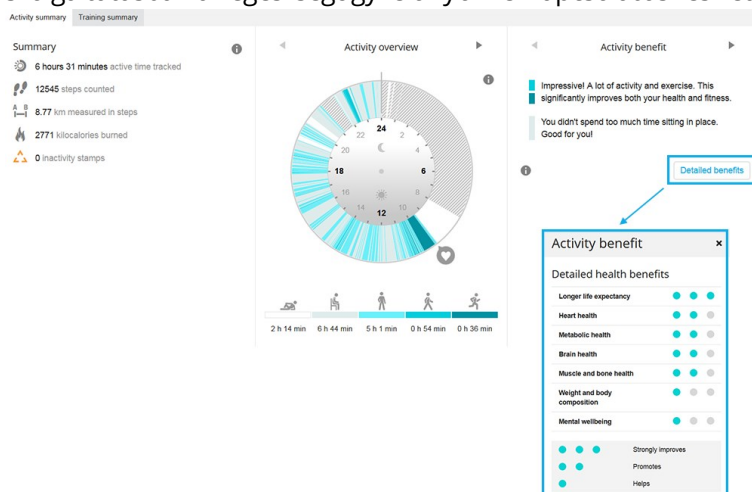 Activity summary Training summary
Summary
6 hours 31 minutes active time tracked
12545 steps counted
A B
8.77 km measured in steps
2771 kilocalories burned
0 inactivity stamps
Activity overview
24
22 2
20 4
18 6
16 8
14 10
12
2 h 14 min 6 h 44 min 5 h 1 min 0 h 54 min 0 h 36 min
Activity benefit
Impressive! A lot of activity and exercise. This
significantly improves both your health and fitness.
You didn't spend too much time sitting in place.
Good for you!
Detailed benefits
Activity benefit ×
Detailed health benefits
Longer life expectancy
Heart health
Metabolic health
Brain health
Muscle and bone health
Weight and body
composition
Mental wellbeing
Strongly improves
Promotes
Helps